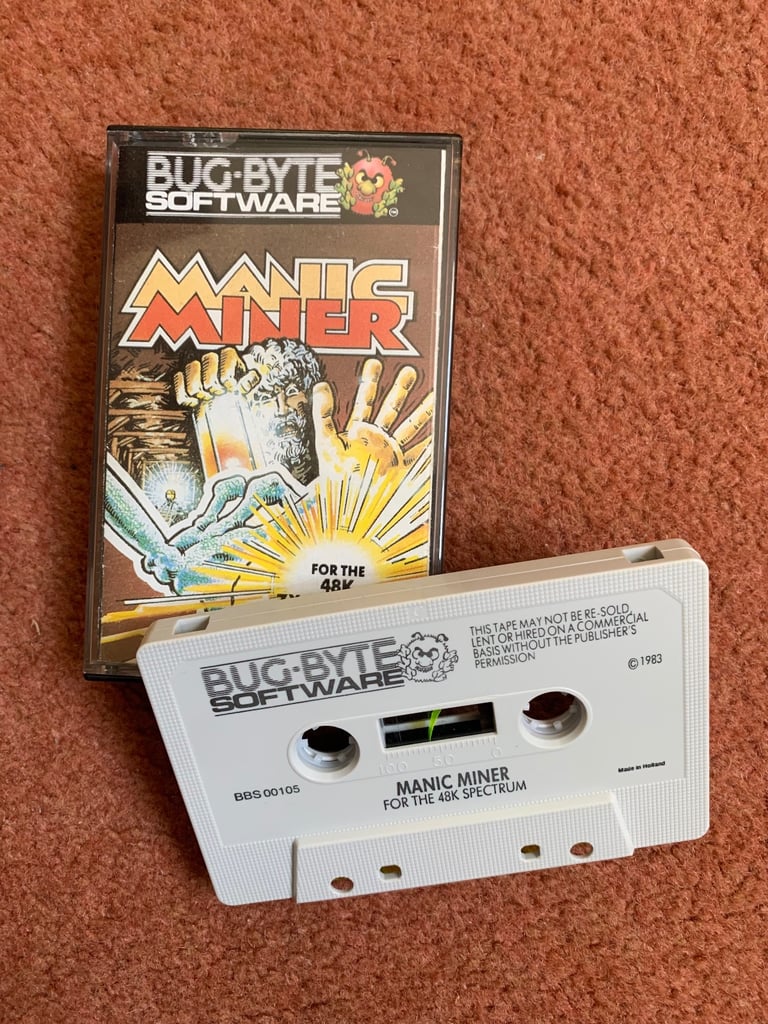 BUG-BYTE
SOFTWARE
TM
MANIC
MINER
FOR THE
48K
BUG-BYTE
SOFTWARE
THIS TAPE MAY NOT BE RE-SOLD,
LENT OR HIRED ON A COMMERCIAL
BASIS WITHOUT THE PUBLISHER'S
PERMISSION
© 1983
100 50 0
BBS 00105
MANIC MINER
FOR THE 48K SPECTRUM
Made in Holland